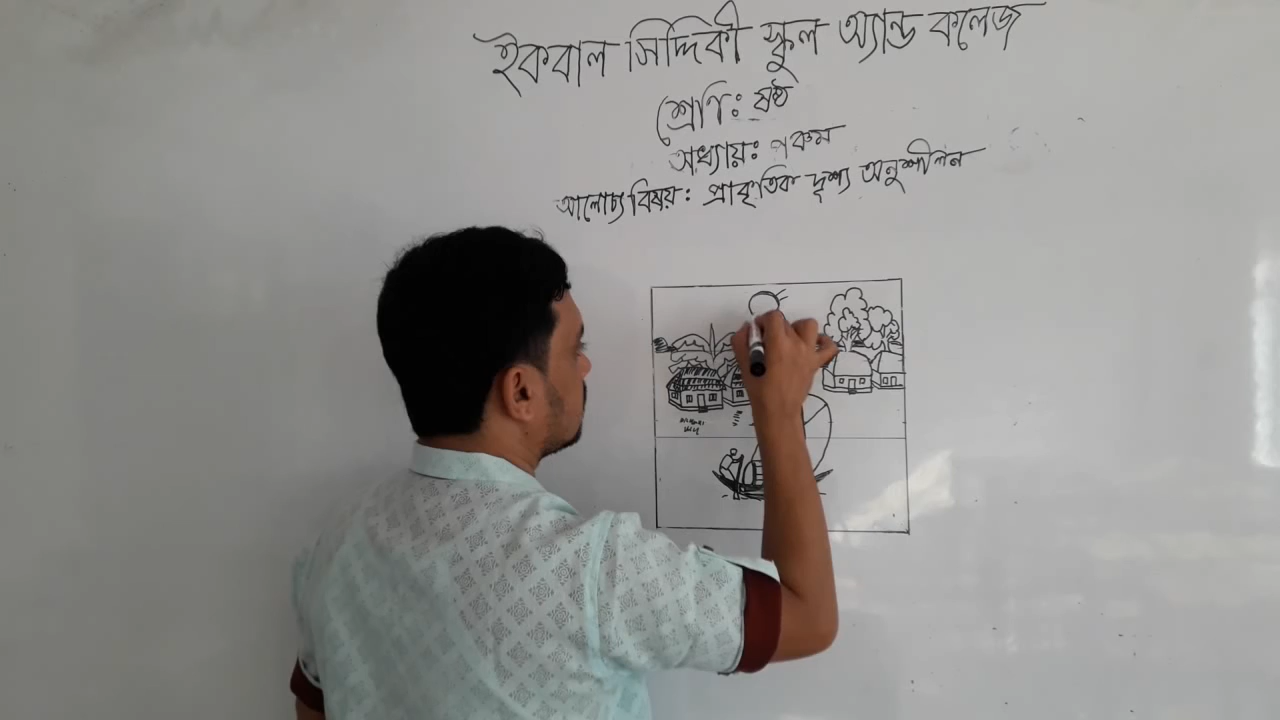 ইকবাল সিদ্দিকী স্কুল অ্যান্ড কলেজ
শ্রেণি: ষষ্ঠ
অধ্যায়: পঞ্চম
আলোচ্য বিষয়: প্রাকৃতিক দৃশ্য অনুশীলন